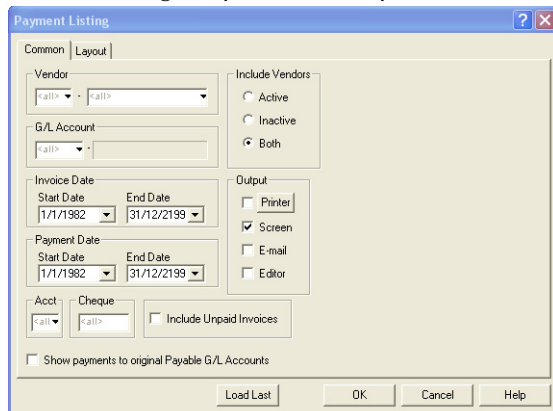 Payment Listing
Common Layout
Vendor
<all> - <all>
G/L Account
<all> -
Invoice Date
Start Date End Date
1/1/1982 31/12/2199
Payment Date
Start Date End Date
1/1/1982 31/12/2199
Acct Cheque
<all> <all>
Include Unpaid Invoices
Show payments to original Payable G/L Accounts
Include Vendors
Active
Inactive
Both
Output
Printer
Screen
E-mail
Editor
Load Last OK Cancel Help